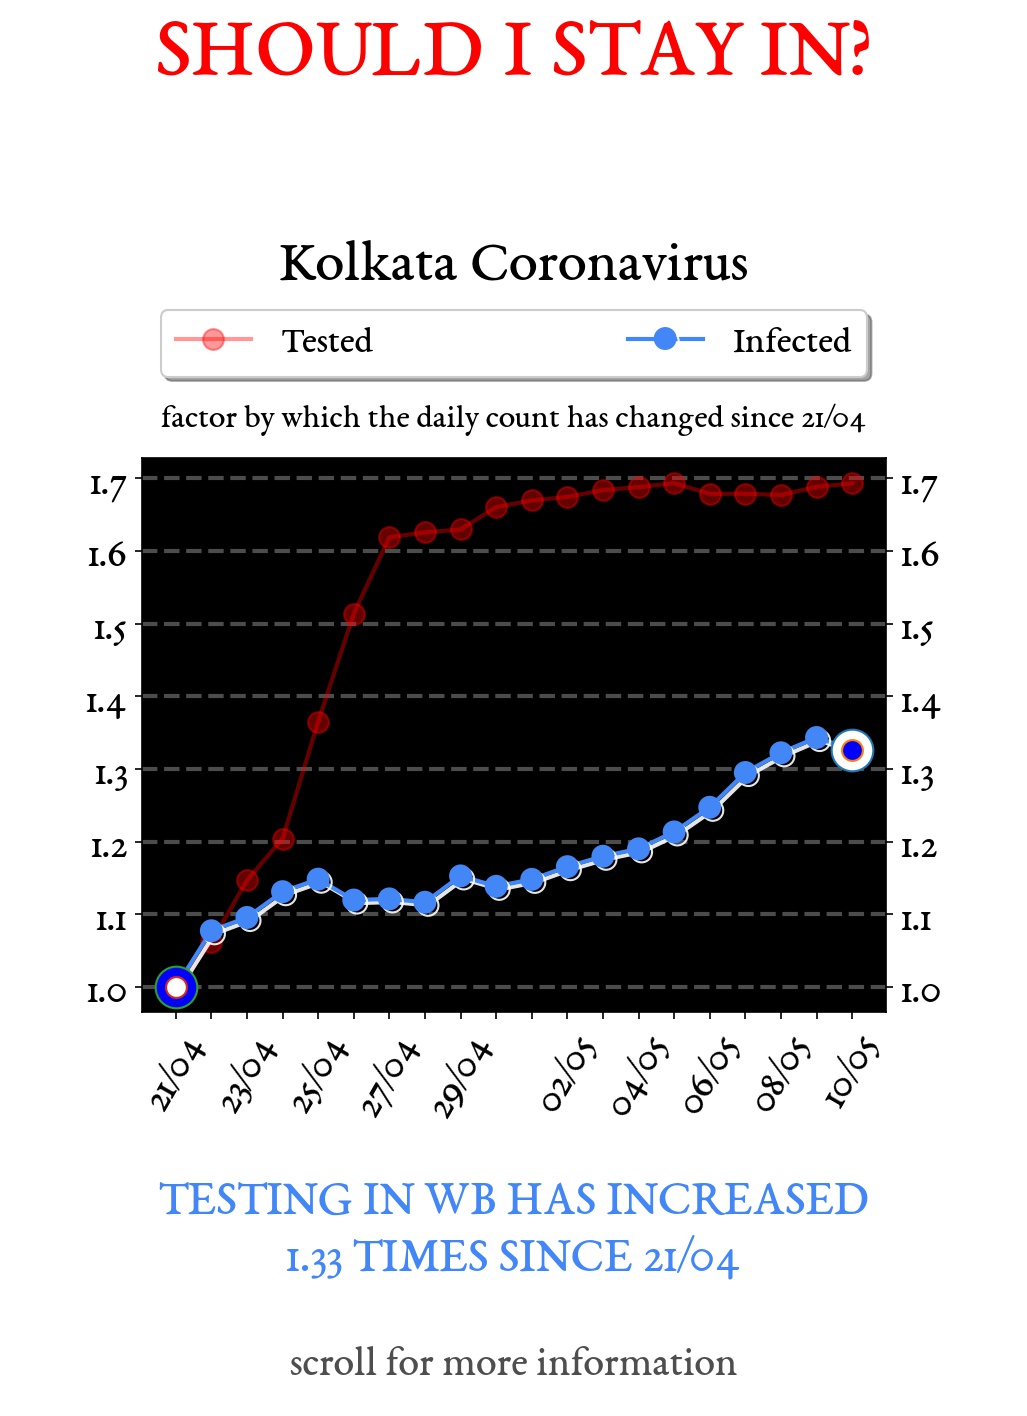 SHOULD I STAY IN?
Kolkata Coronavirus
Tested Infected
factor by which the daily count has changed since 21/04
1.7 1.7
1.6 1.6
1.5 1.5
1.4 1.4
1.3 1.3
1.2 1.2
1.1 1.1
1.0 1.0
21/04 23/04 25/04 27/04 29/04 02/05 04/05 06/05 08/05 10/05
TESTING IN WB HAS INCREASED
1.33 TIMES SINCE 21/04
scroll for more information